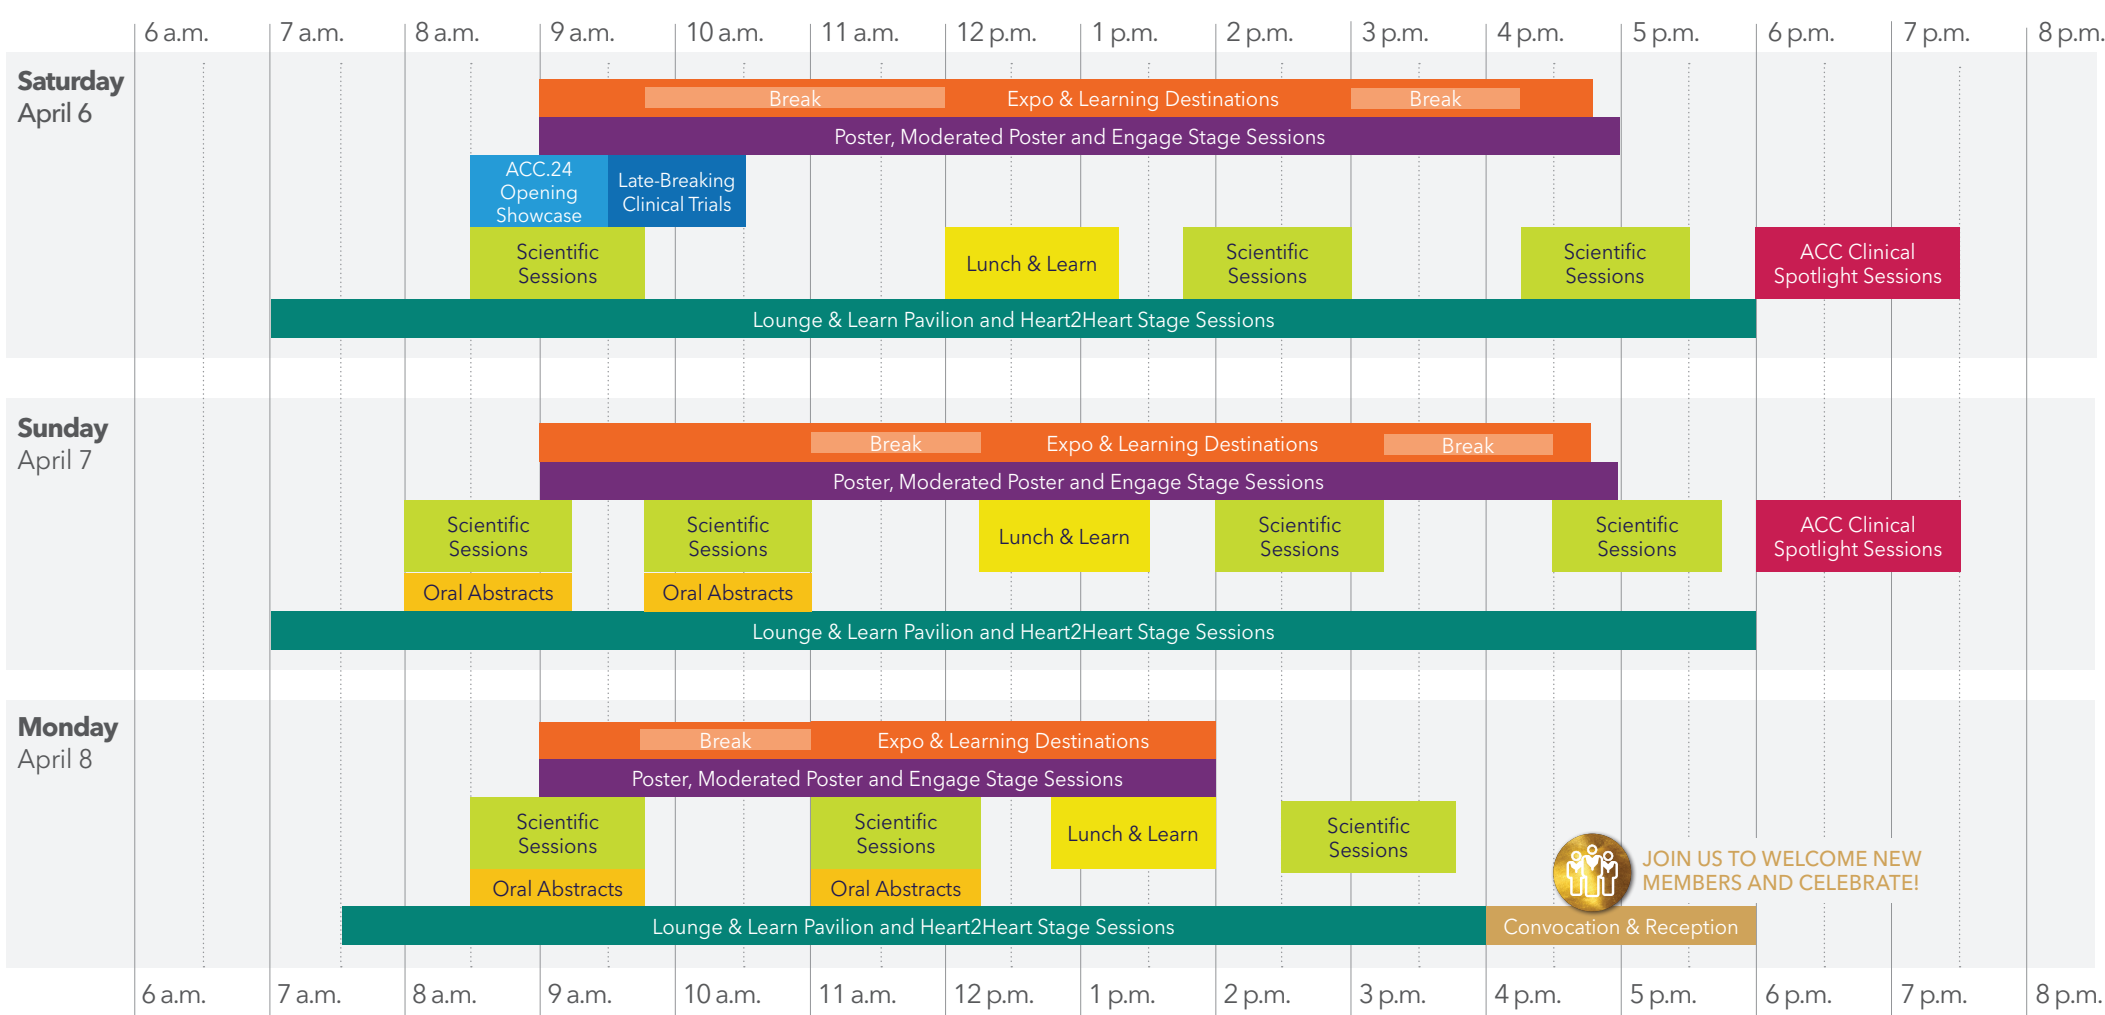 6 a.m. 7 a.m. 8 a.m. 9 a.m. 10 a.m. 11 a.m. 12 p.m. 1 p.m. 2 p.m. 3 p.m. 4 p.m. 5 p.m. 6 p.m. 7 p.m. 8 p.m.
Saturday
April 6
Break Expo & Learning Destinations Break
Poster, Moderated Poster and Engage Stage Sessions
ACC.24
Opening
Showcase
Late-Breaking
Clinical Trials
Scientific
Sessions
Lunch & Learn
Scientific
Sessions
Scientific
Sessions
ACC Clinical
Spotlight Sessions
Lounge & Learn Pavilion and Heart2Heart Stage Sessions
Sunday
April 7
Break Expo & Learning Destinations Break
Poster, Moderated Poster and Engage Stage Sessions
Scientific
Sessions
Scientific
Sessions
Lunch & Learn
Scientific
Sessions
Scientific
Sessions
ACC Clinical
Spotlight Sessions
Oral Abstracts Oral Abstracts
Lounge & Learn Pavilion and Heart2Heart Stage Sessions
Monday
April 8
Break Expo & Learning Destinations
Poster, Moderated Poster and Engage Stage Sessions
Scientific
Sessions
Scientific
Sessions
Lunch & Learn
Scientific
Sessions
JOIN US TO WELCOME NEW
MEMBERS AND CELEBRATE!
Oral Abstracts Oral Abstracts
Lounge & Learn Pavilion and Heart2Heart Stage Sessions Convocation & Reception
6 a.m. 7 a.m. 8 a.m. 9 a.m. 10 a.m. 11 a.m. 12 p.m. 1 p.m. 2 p.m. 3 p.m. 4 p.m. 5 p.m. 6 p.m. 7 p.m. 8 p.m.